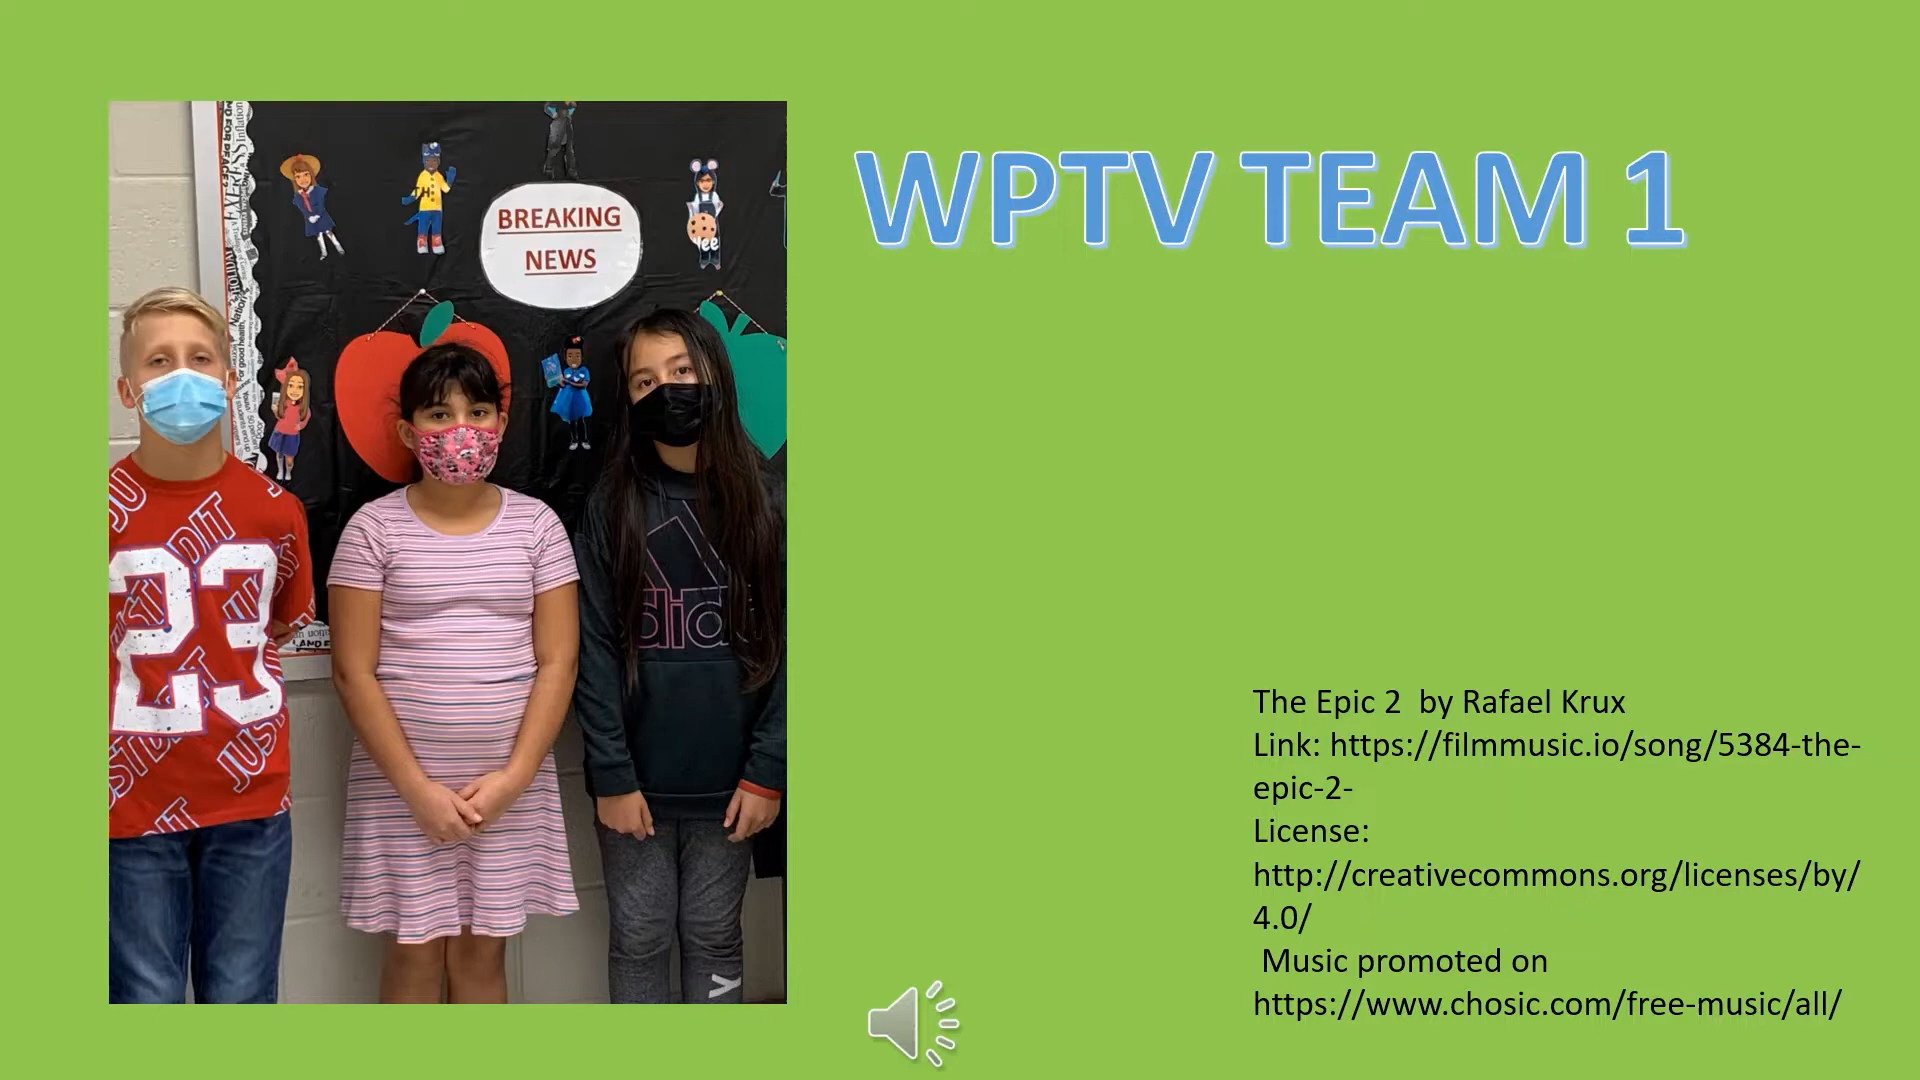 WPTV TEAM 1
BREAKING
NEWS
23
did
The Epic 2  by Rafael Krux
Link: https://filmmusic.io/song/5384-the-
epic-2-
License:
http://creativecommons.org/licenses/by/
4.0/
Music promoted on
https://www.chosic.com/free-music/all/